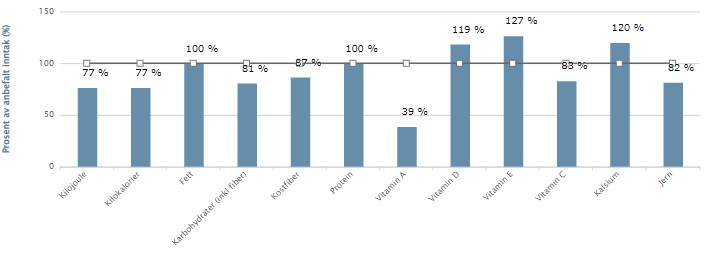 Prosent av anbefalt inntak (%)
150
100
50
0
77 %
77 %
100 %
81 %
87 %
100 %
39 %
119 %
127 %
83 %
120 %
82 %
Kilojoule
Kilokalorier
Fett
Karbohydrater (inkl fiber)
Kostfiber
Protein
Vitamin A
Vitamin D
Vitamin E
Vitamin C
Kalsium
Jern